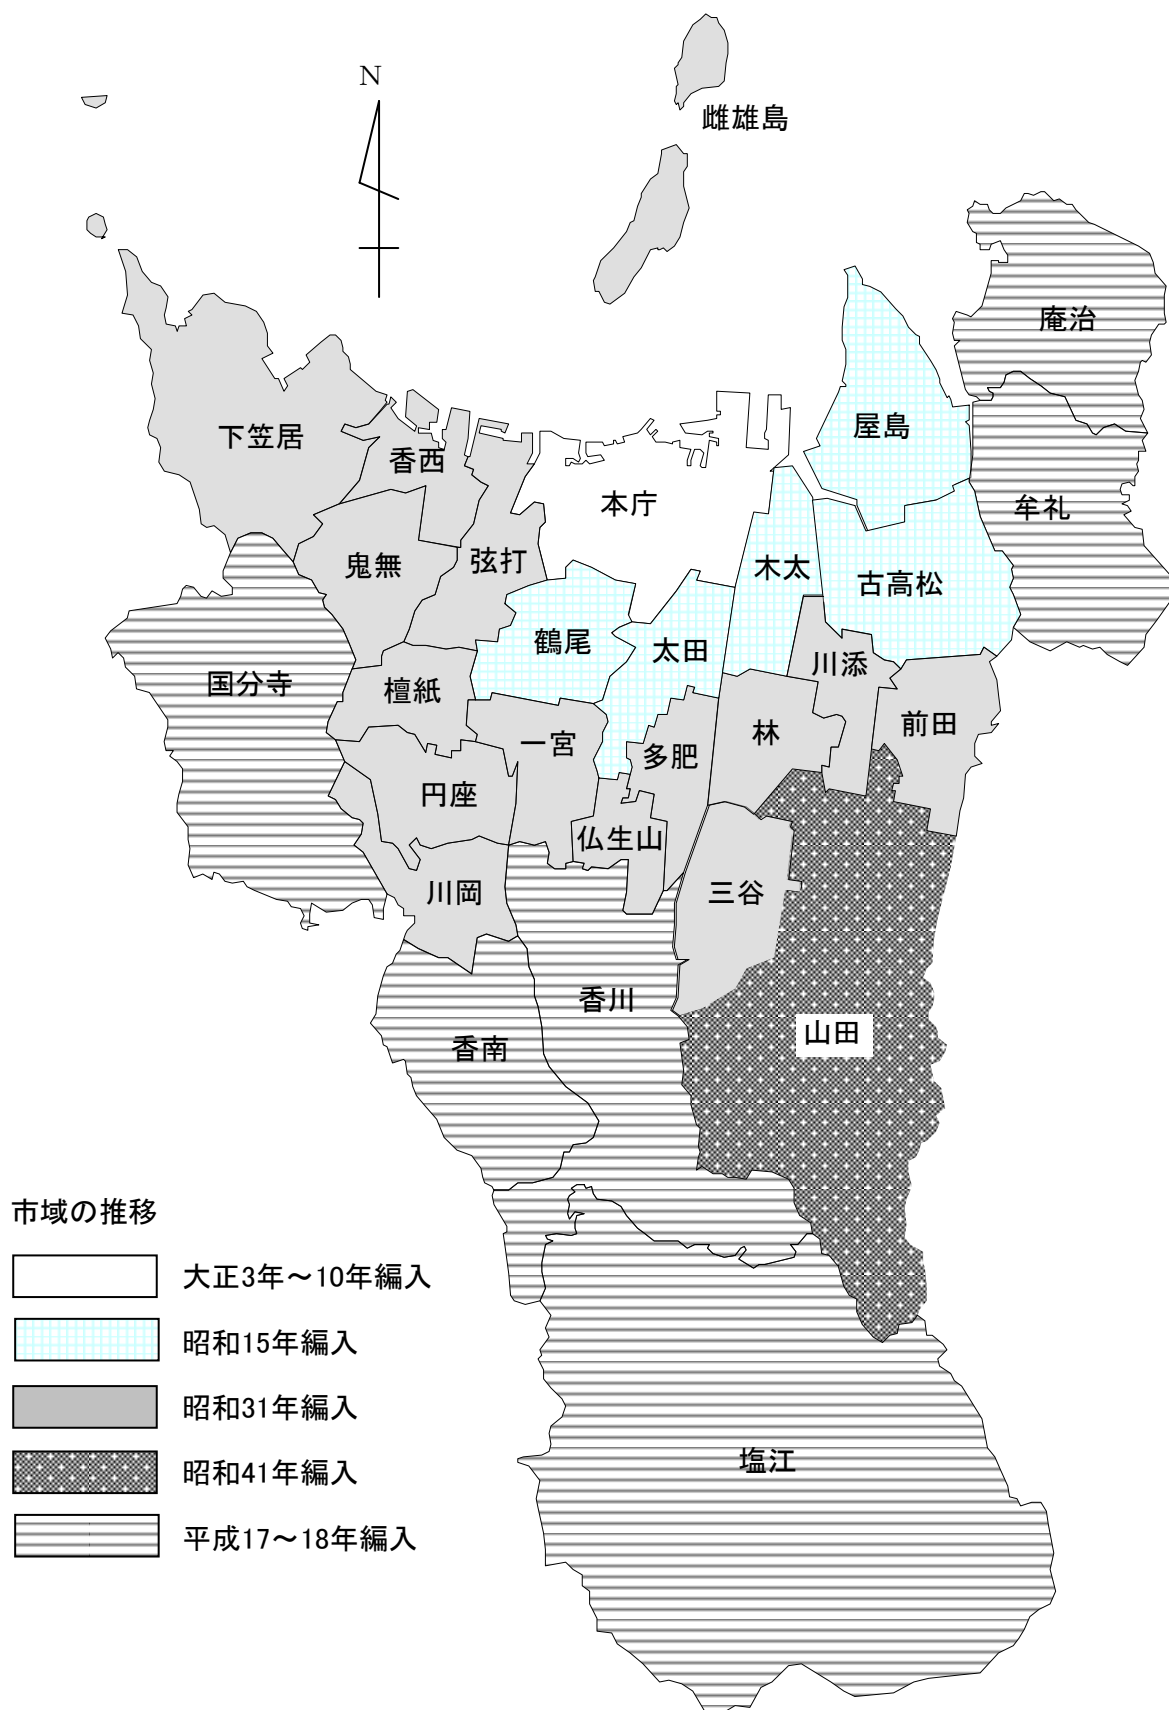 N
雌雄島
庵治
屋島
下笠居
香西
本庁
牟礼
鬼無
弦打
木太
古高松
鶴尾
太田
川添
国分寺
檀紙
前田
一宮
林
多肥
円座
仏生山
川岡
三谷
香川
山田
香南
市域の推移
大正3年～10年編入
昭和15年編入
昭和31年編入
昭和41年編入
塩江
平成17～18年編入